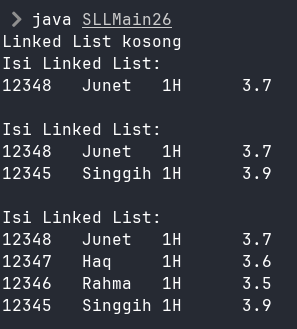 ❯ java SLLMain26
Linked List kosong
Isi Linked List:
12348   Junet   1H      3.7

Isi Linked List:
12348   Junet   1H      3.7
12345   Singgih 1H      3.9

Isi Linked List:
12348   Junet   1H      3.7
12347   Haq     1H      3.6
12346   Rahma   1H      3.5
12345   Singgih 1H      3.9